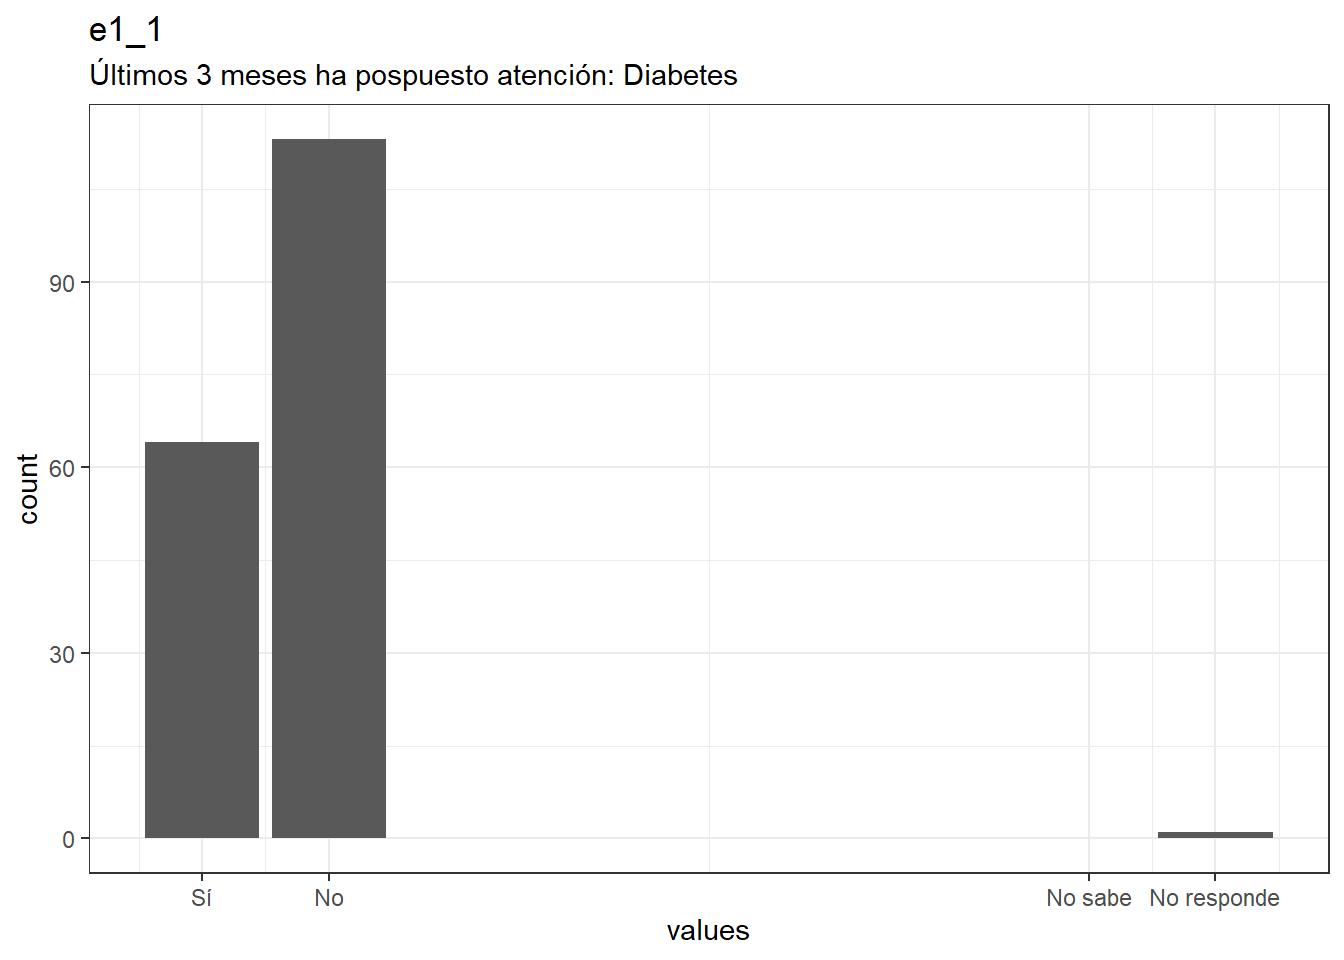 e1_1
Últimos 3 meses ha pospuesto atención: Diabetes
90
60
30
0
count
Sí No No sabe No responde
values